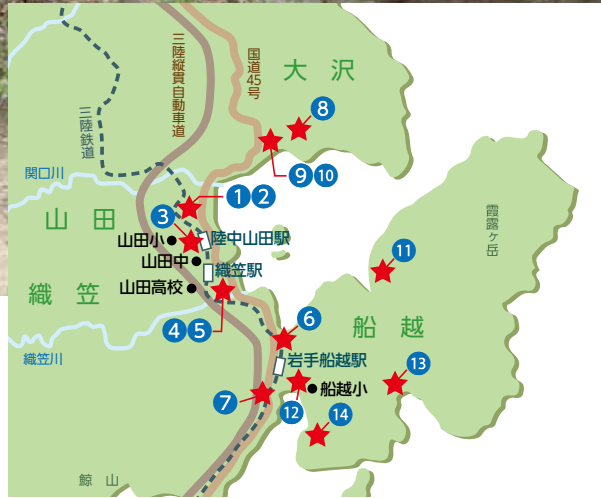 三陸縦貫自動車道
国道45号
大沢
三陸鉄道
8
9 10
関口川
1 2
山田
3
山田小
陸中山田駅
山田中
織笠駅
織笠
山田高校
霞露ヶ岳
11
4 5
6
船越
織笠川
岩手船越駅
13
船越小
7
12
14
鯨山